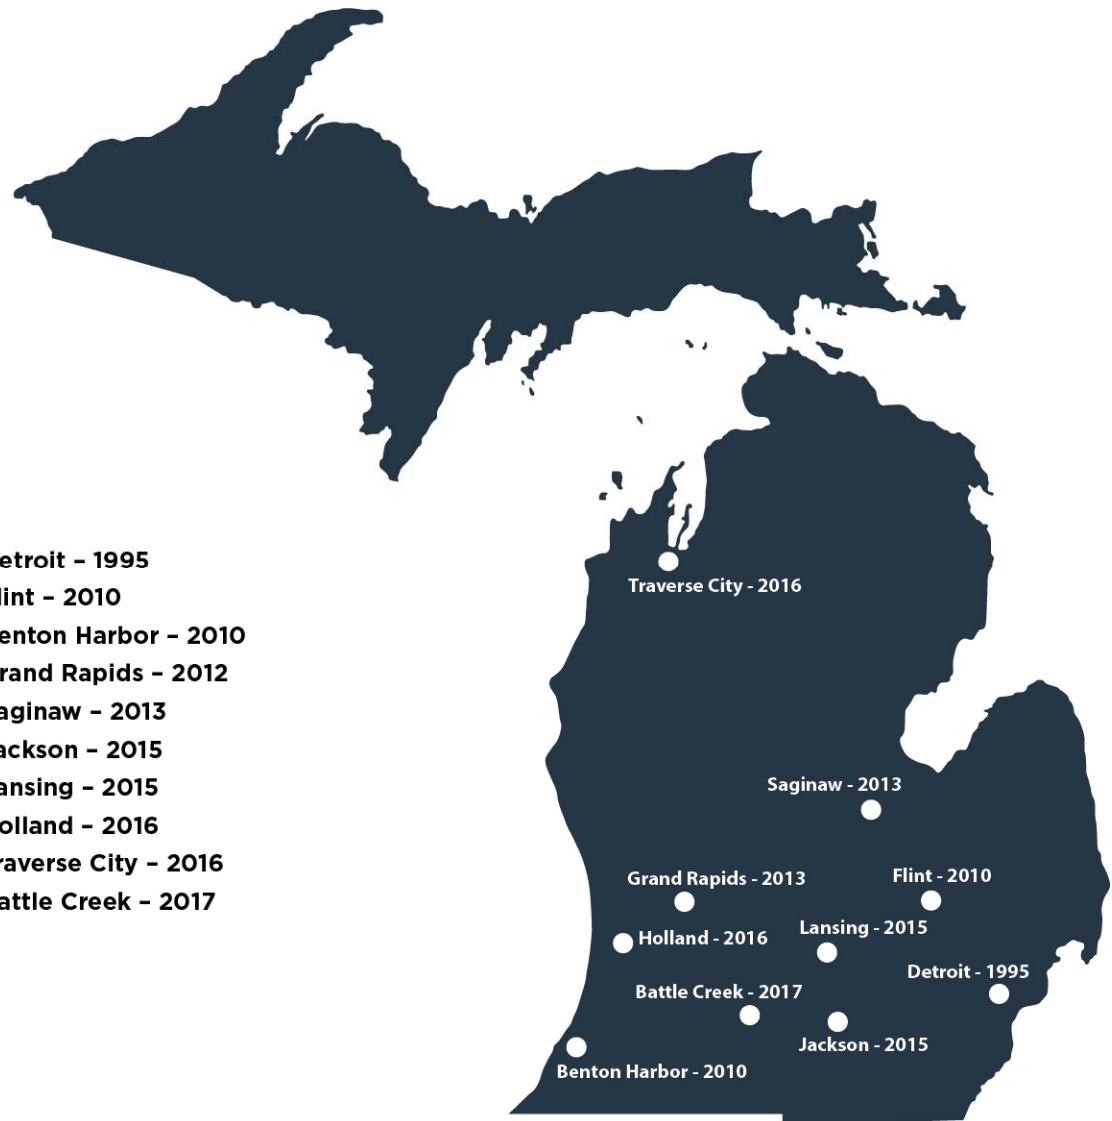 etroit – 1995
lint – 2010
enton Harbor – 2010
rand Rapids – 2012
aginaw – 2013
ackson – 2015
ansing – 2015
olland – 2016
raverse City – 2016
attle Creek – 2017
Traverse City - 2016
Saginaw - 2013
Grand Rapids - 2013
Flint - 2010
Lansing - 2015
Holland - 2016
Detroit - 1995
Battle Creek - 2017
Jackson - 2015
Benton Harbor - 2010